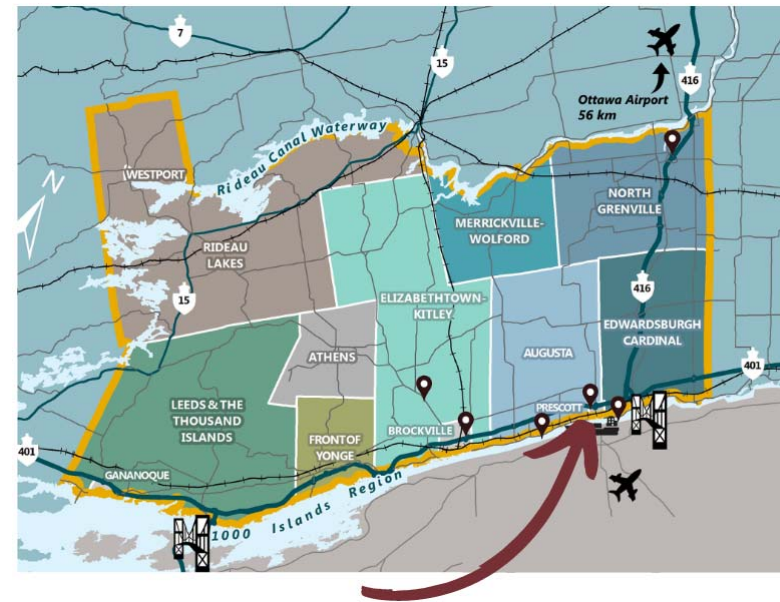 7
15
416
Ottawa Airport
56 km
Rideau Canal Waterway
WESTPORT
N
NORTH
GRENVILLE
MERRICKVILLE-
WOLFORD
RIDEAU
LAKES
15
416
ELIZABETHTOWN-
KITLEY
EDWARDSBURGH
CARDINAL
ATHENS
AUGUSTA
401
LEEDS & THE
THOUSAND
ISLANDS
PRESCOTT
BROCKVILLE
FRONT OF
YONGE
401
GANANOQUE
1000 Islands Region